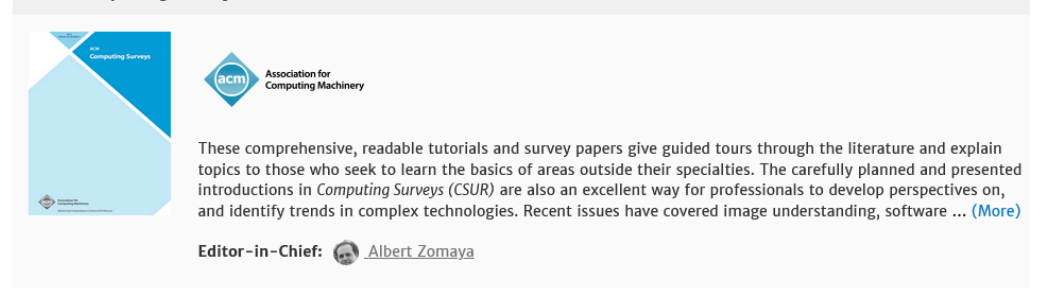 ACM
Computing Surveys
acm
Association for
Computing Machinery
These comprehensive, readable tutorials and survey papers give guided tours through the literature and explain
topics to those who seek to learn the basics of areas outside their specialties. The carefully planned and presented
introductions in Computing Surveys (CSUR) are also an excellent way for professionals to develop perspectives on,
and identify trends in complex technologies. Recent issues have covered image understanding, software ... (More)
Editor-in-Chief: Albert Zomaya